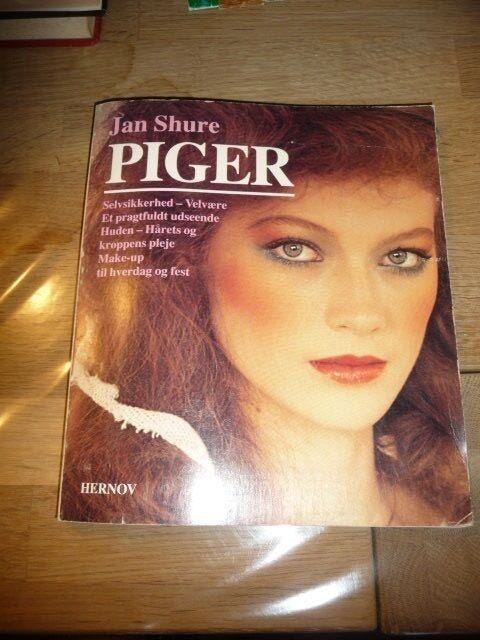 Jan Shure
PIGER
Selvsikkerhed – Velvære
Et pragtfuldt udseende
Huden – Hårets og
kroppens pleje
Make-up
til hverdag og fest
HERNOV